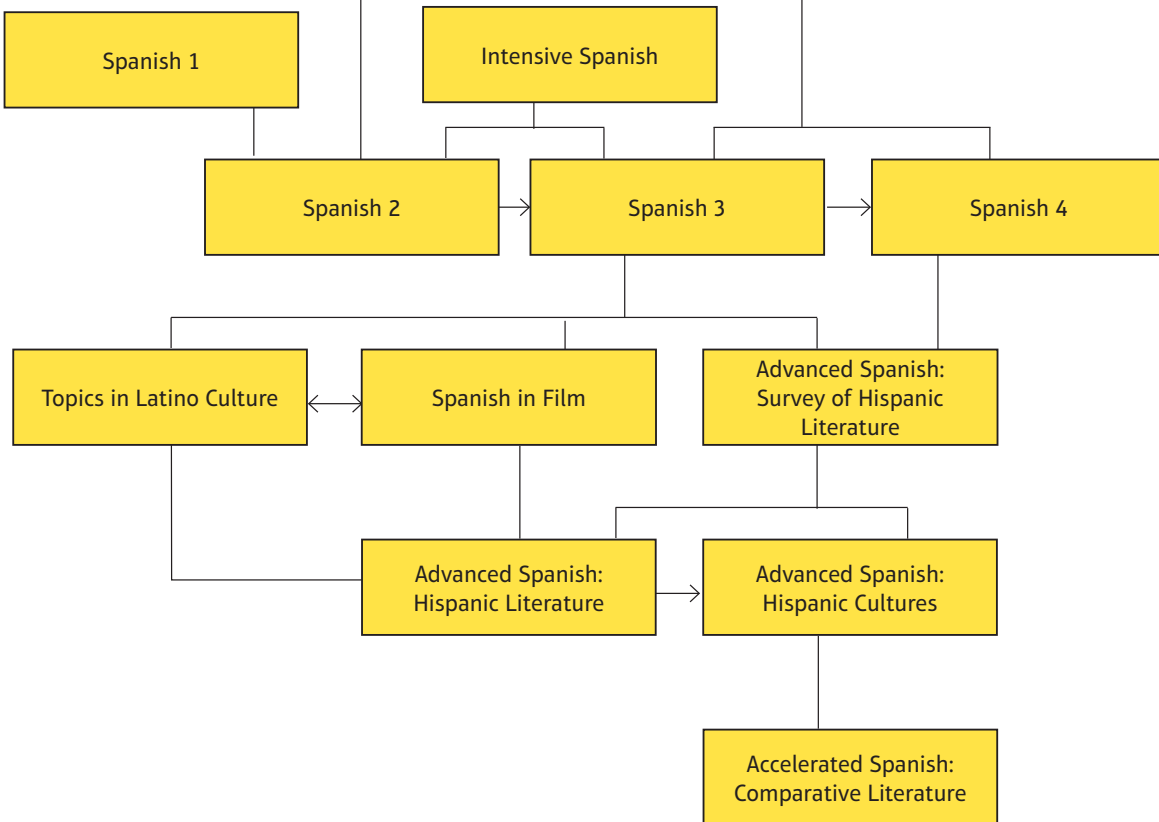 Spanish 1
Intensive Spanish
Spanish 2
Spanish 3
Spanish 4
Topics in Latino Culture
Spanish in Film
Advanced Spanish:
Survey of Hispanic
Literature
Advanced Spanish:
Hispanic Literature
Advanced Spanish:
Hispanic Cultures
Accelerated Spanish:
Comparative Literature